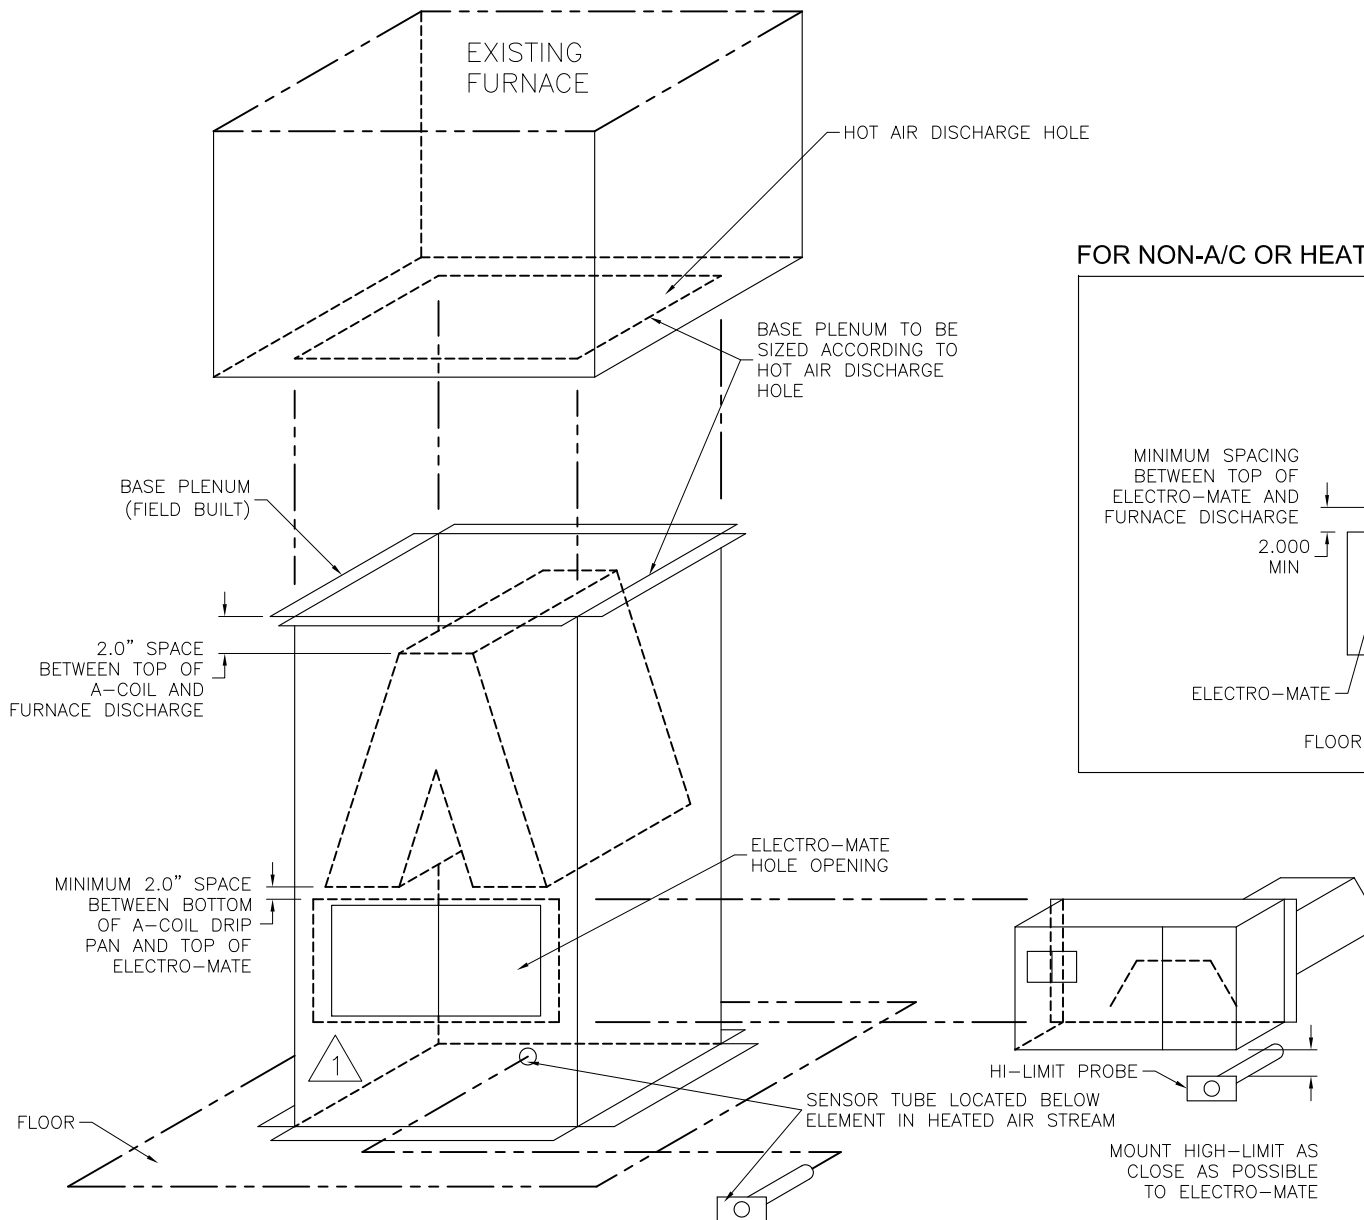 EXISTING
FURNACE
HOT AIR DISCHARGE HOLE
FOR NON-A/C OR HEAT
BASE PLENUM TO BE
SIZED ACCORDING TO
HOT AIR DISCHARGE
HOLE
MINIMUM SPACING
BETWEEN TOP OF
ELECTRO-MATE AND
FURNACE DISCHARGE
2.000
MIN
ELECTRO-MATE
FLOOR
BASE PLENUM
(FIELD BUILT)
2.0" SPACE
BETWEEN TOP OF
A-COIL AND
FURNACE DISCHARGE
ELECTRO-MATE
HOLE OPENING
MINIMUM 2.0" SPACE
BETWEEN BOTTOM
OF A-COIL DRIP
PAN AND TOP OF
ELECTRO-MATE
1
HI-LIMIT PROBE
SENSOR TUBE LOCATED BELOW
ELEMENT IN HEATED AIR STREAM
FLOOR
MOUNT HIGH-LIMIT AS
CLOSE AS POSSIBLE
TO ELECTRO-MATE